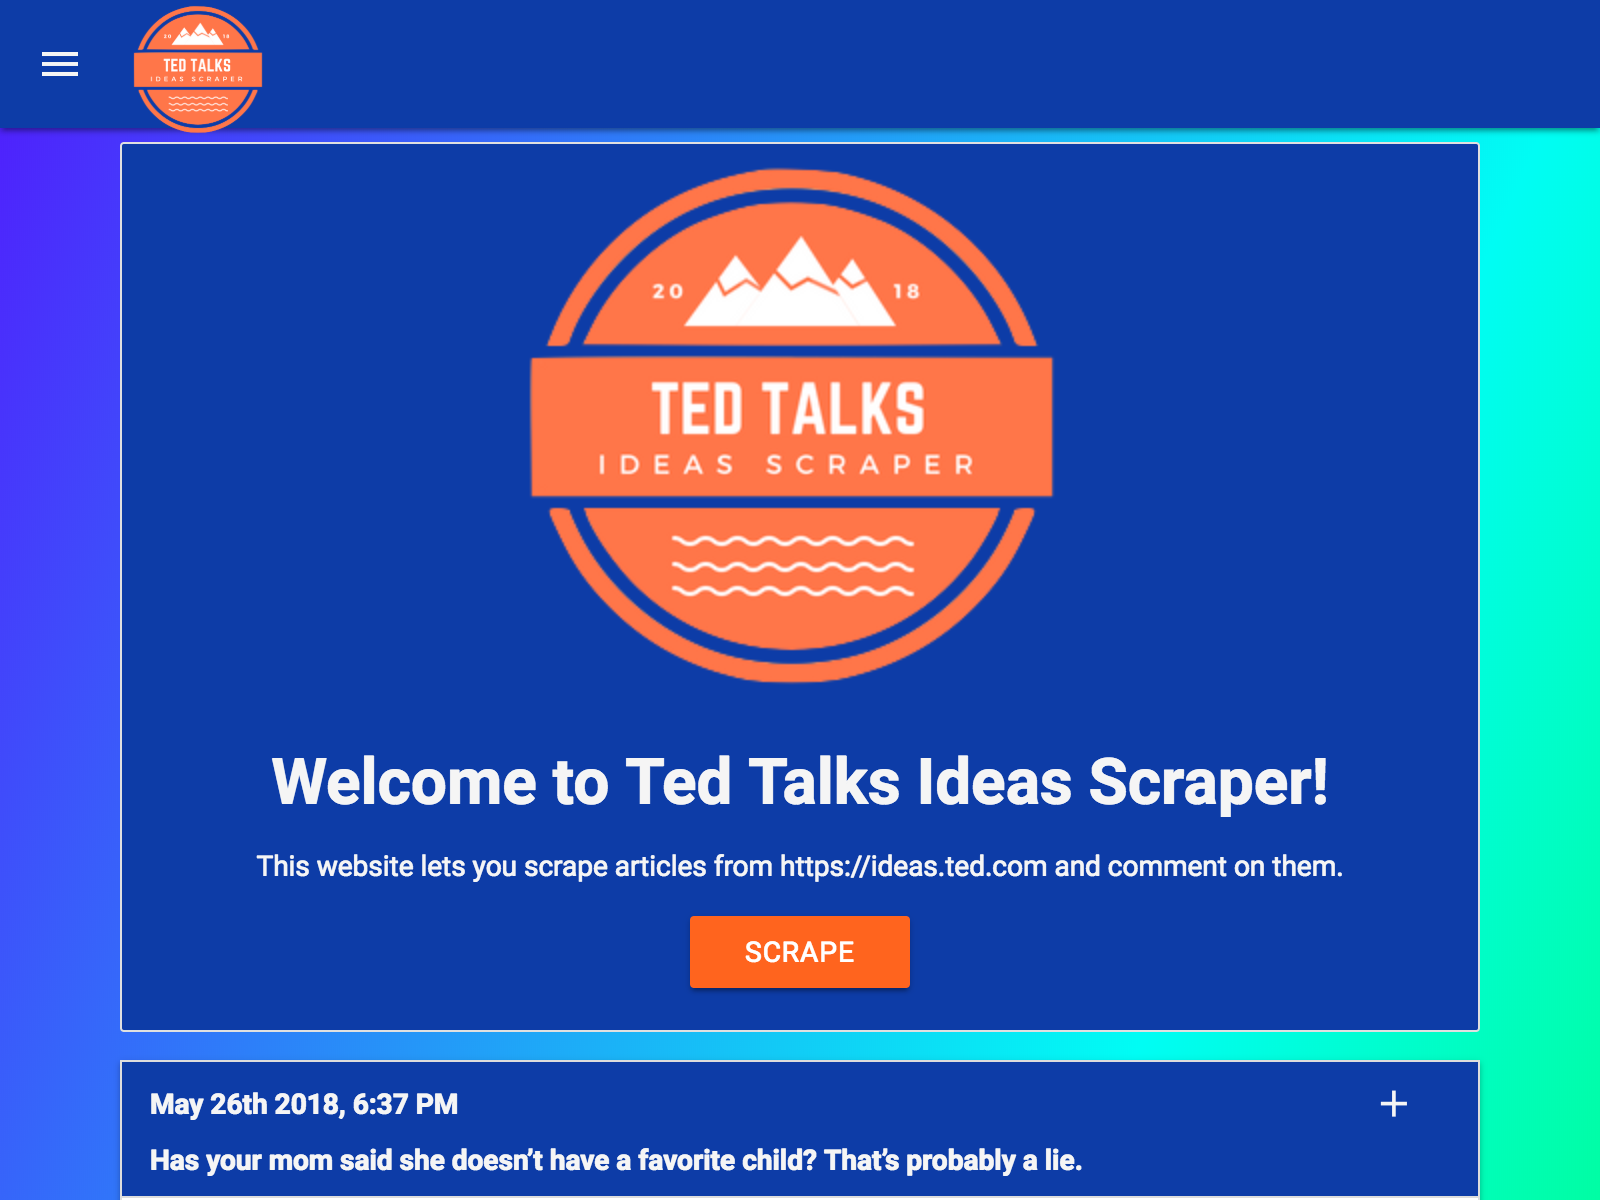 20 18
TED TALKS
IDEAS SCRAPER
20 18
TED TALKS
IDEAS SCRAPER
Welcome to Ted Talks Ideas Scraper!
This website lets you scrape articles from https://ideas.ted.com and comment on them.
SCRAPE
May 26th 2018, 6:37 PM
Has your mom said she doesn’t have a favorite child? That’s probably a lie.